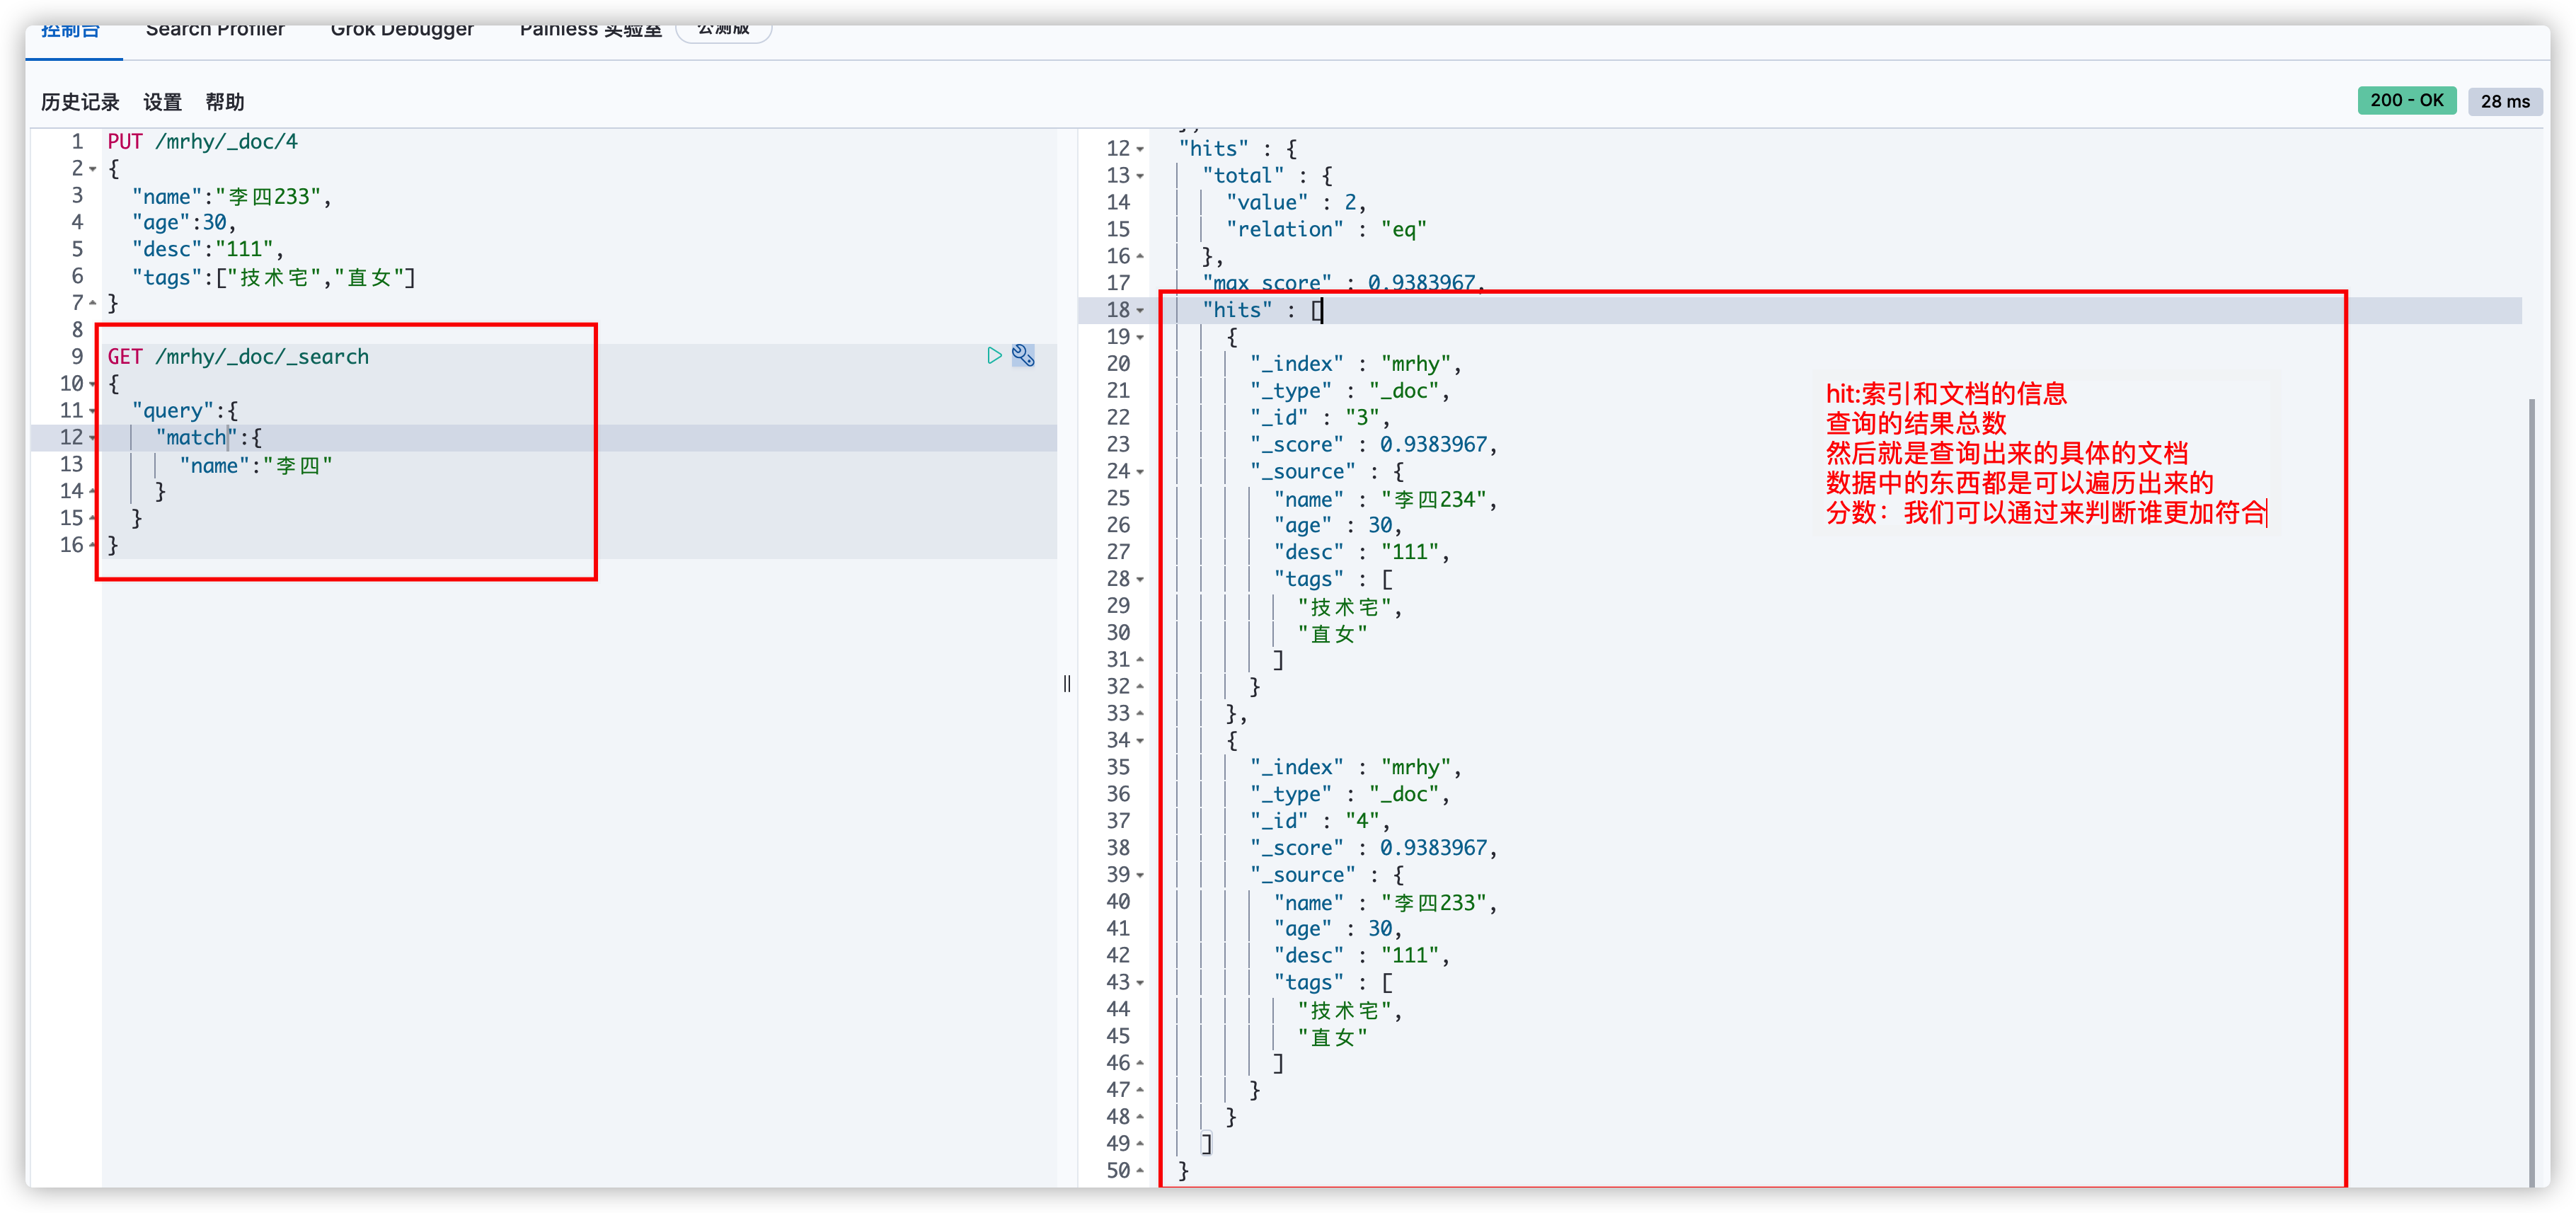 控制台 Search Profiler Grok Debugger Painless 实验室 公测版
历史记录 设置 帮助
200 - OK 28 ms
1 PUT /mrhy/_doc/4
2 {
3 "name":"李四233",
4 "age":30,
5 "desc":"111",
6 "tags":["技术宅","直女"]
7 }
8
9 GET /mrhy/_doc/_search
10 {
11 "query":{
12 "match":{
13 "name":"李四"
14 }
15 }
16 }
},
12 "hits" : {
13 "total" : {
14 "value" : 2,
15 "relation" : "eq"
16 },
17 "max_score" : 0.9383967,
18 "hits" : [
19 {
20 "_index" : "mrhy",
21 "_type" : "_doc",
22 "_id" : "3",
23 "_score" : 0.9383967,
24 "_source" : {
25 "name" : "李四234",
26 "age" : 30,
27 "desc" : "111",
28 "tags" : [
29 "技术宅",
30 "直女"
31 ]
32 }
33 },
34 {
35 "_index" : "mrhy",
36 "_type" : "_doc",
37 "_id" : "4",
38 "_score" : 0.9383967,
39 "_source" : {
40 "name" : "李四233",
41 "age" : 30,
42 "desc" : "111",
43 "tags" : [
44 "技术宅",
45 "直女"
46 ]
47 }
48 }
49 ]
50 }
hit:索引和文档的信息
查询的结果总数
然后就是查询出来的具体的文档
数据中的东西都是可以遍历出来的
分数：我们可以通过来判断谁更加符合